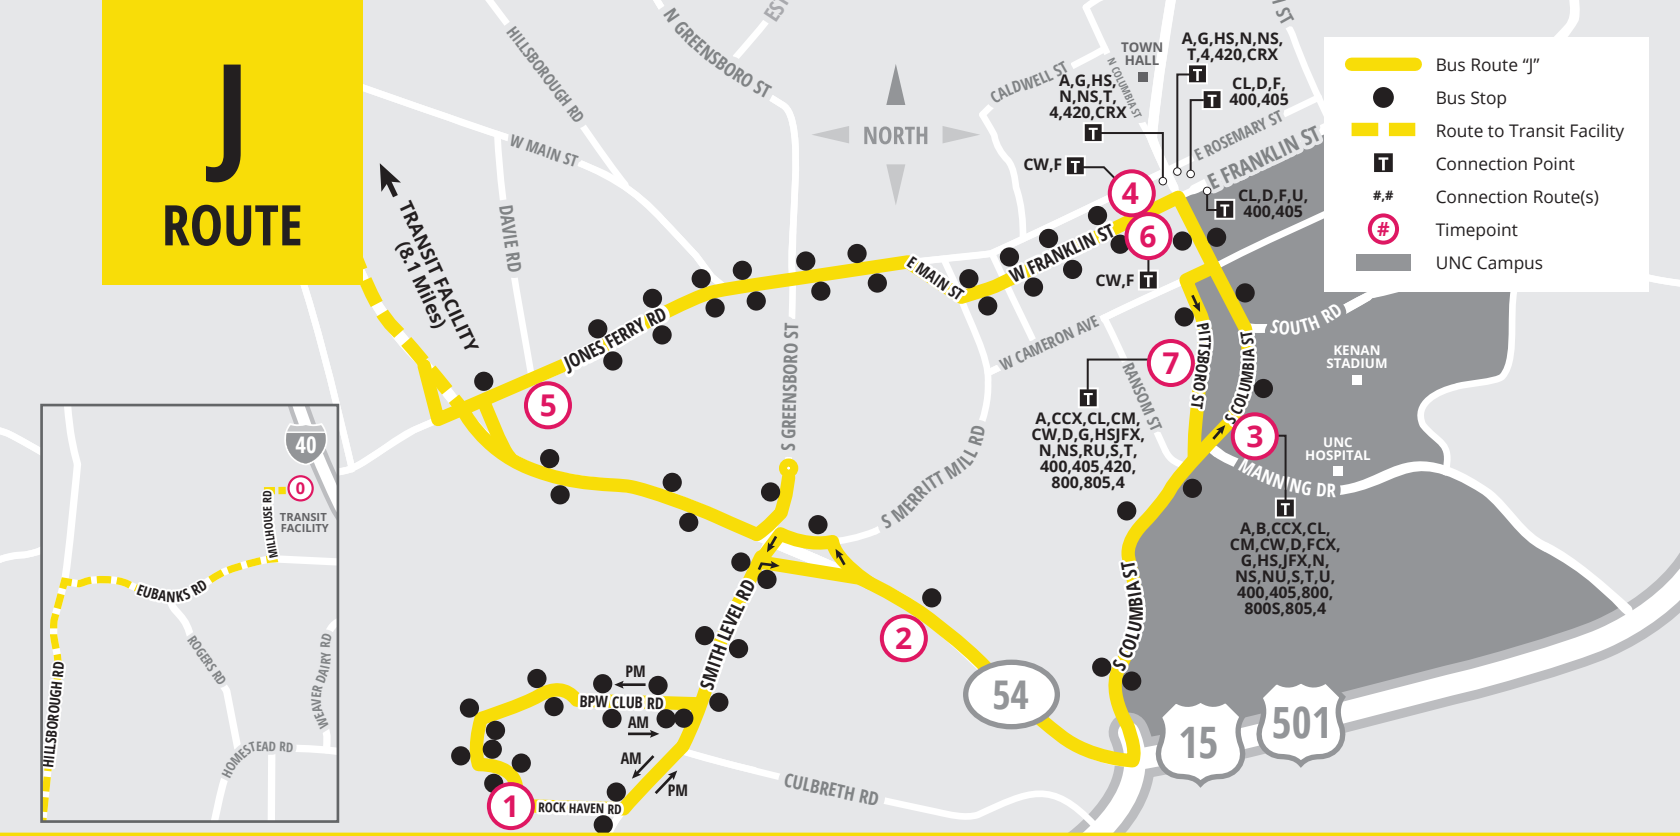 J
ROUTE
HILLSBOROUGH RD
N GREENSBORO ST
W MAIN ST
DAVIE RD
NORTH
CALDWELL ST
N COLUMBIA ST
TOWN
HALL
A,G,HS,N,NS,
T,4,420,CRX
CL,D,F,
400,405
A,G,HS,
N,NS,T,
4,420,CRX
CW,F
E ROSEMARY ST
E FRANKLIN ST
CL,D,F,U,
400,405
T
T
T
T
T
T
T
T
4
6
CW,F
Bus Route “J”
Bus Stop
Route to Transit Facility
T
Connection Point
#,#
Connection Route(s)
#
Timepoint
UNC Campus
TRANSIT FACILITY
(8.1 Miles)
E MAIN ST
W FRANKLIN ST
JONES FERRY RD
5
S GREENSBORO ST
W CAMERON AVE
RANSOM ST
PITTSBORO ST
S COLUMBIA ST
SOUTH RD
KENAN
STADIUM
7
A,CCX,CL,CM,
CW,D,G,HSJFX,
N,NS,RU,S,T,
400,405,420,
800,805,4
3
UNC
HOSPITAL
MANNING DR
A,B,CCX,CL,
CM,CW,D,FCX,
G,HS,JFX,N,
NS,NU,S,T,U,
400,405,800,
800S,805,4
S MERRITT MILL RD
S COLUMBIA ST
2
54
15
501
SMITH LEVEL RD
PM
BPW CLUB RD
AM
AM
PM
1
ROCK HAVEN RD
CULBRETH RD
40
0
TRANSIT
FACILITY
MILLHOUSE RD
EUBANKS RD
ROGERS RD
WEAVER DAIRY RD
HILLSBOROUGH RD
HOMESTEAD RD